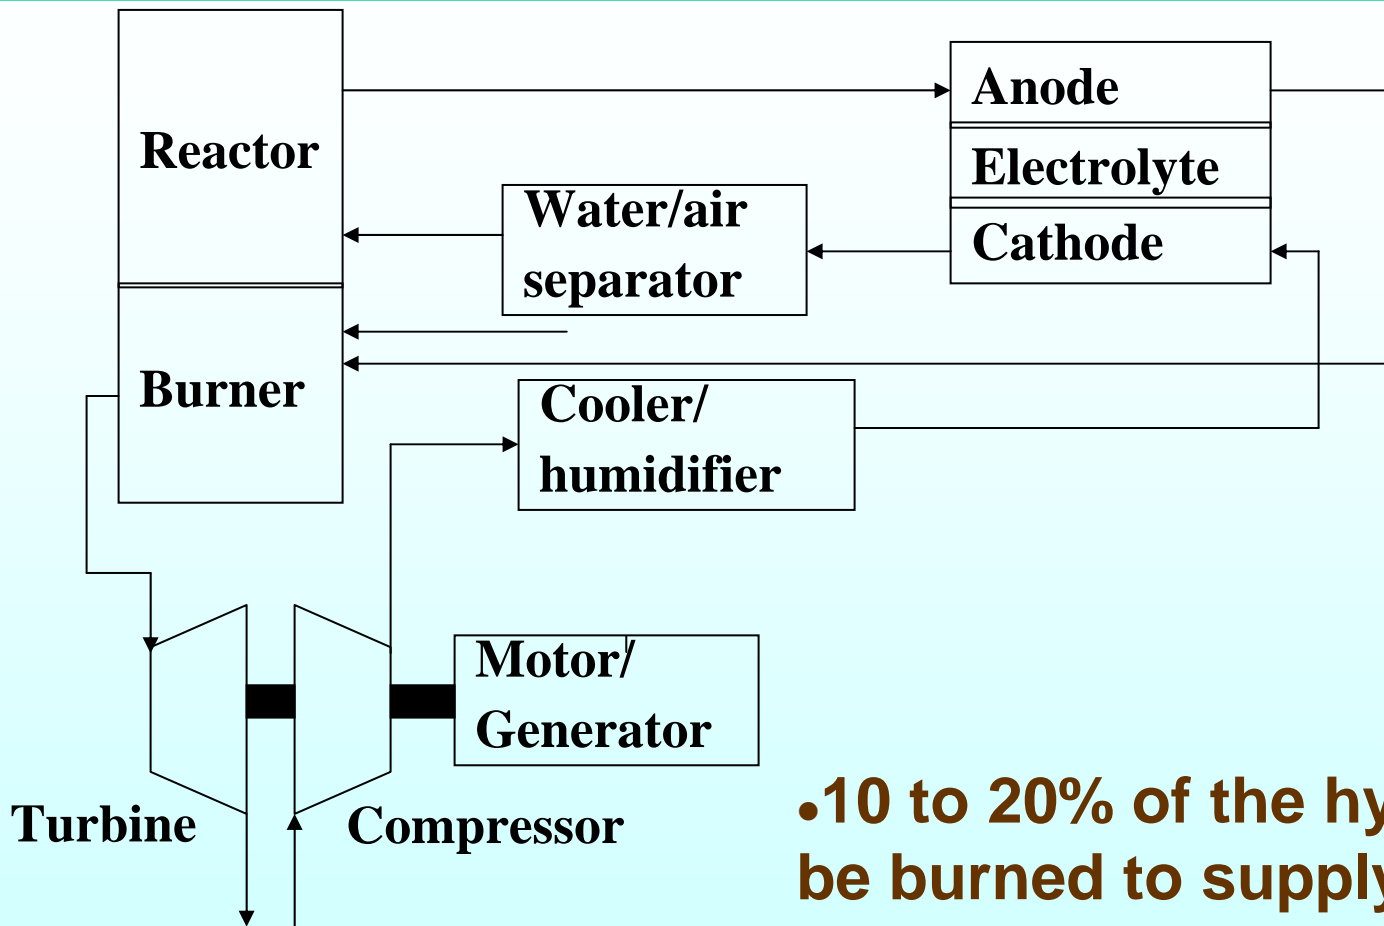 Anode
Reactor
Electrolyte
Water/air
separator
Cathode
Burner
Cooler/
humidifier
Motor/
Generator
Turbine
Compressor
•10 to 20% of the hy
be burned to supply